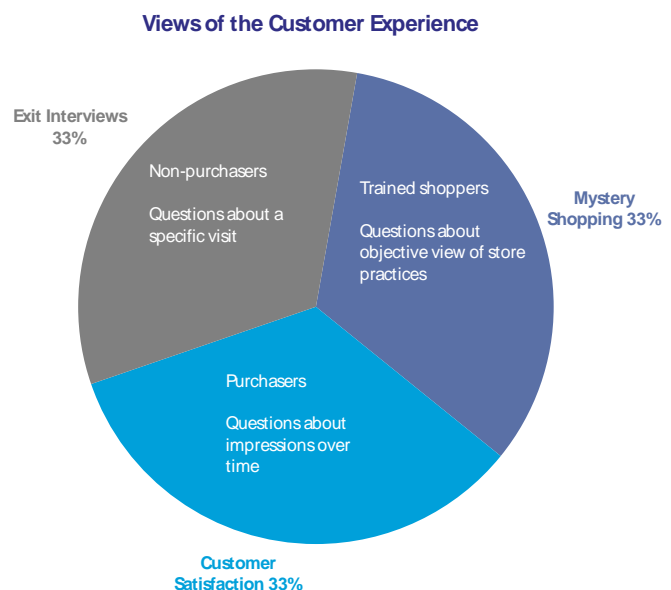 Views of the Customer Experience
Exit Interviews
33%
Non-purchasers
Questions about a
specific visit
Trained shoppers
Questions about
objective view of store
practices
Mystery
Shopping 33%
Purchasers
Questions about
impressions over
time
Customer
Satisfaction 33%